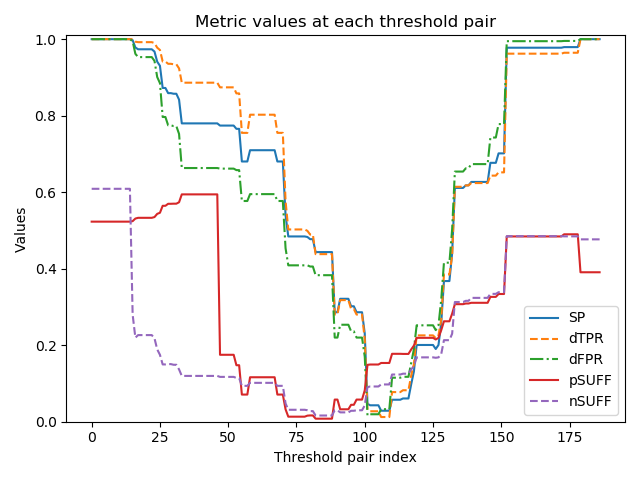 Metric values at each threshold pair
Values
1.0
0.8
0.6
0.4
0.2
0.0
0
25
50
75
100
125
150
175
Threshold pair index
SP
dTPR
dFPR
pSUFF
nSUFF